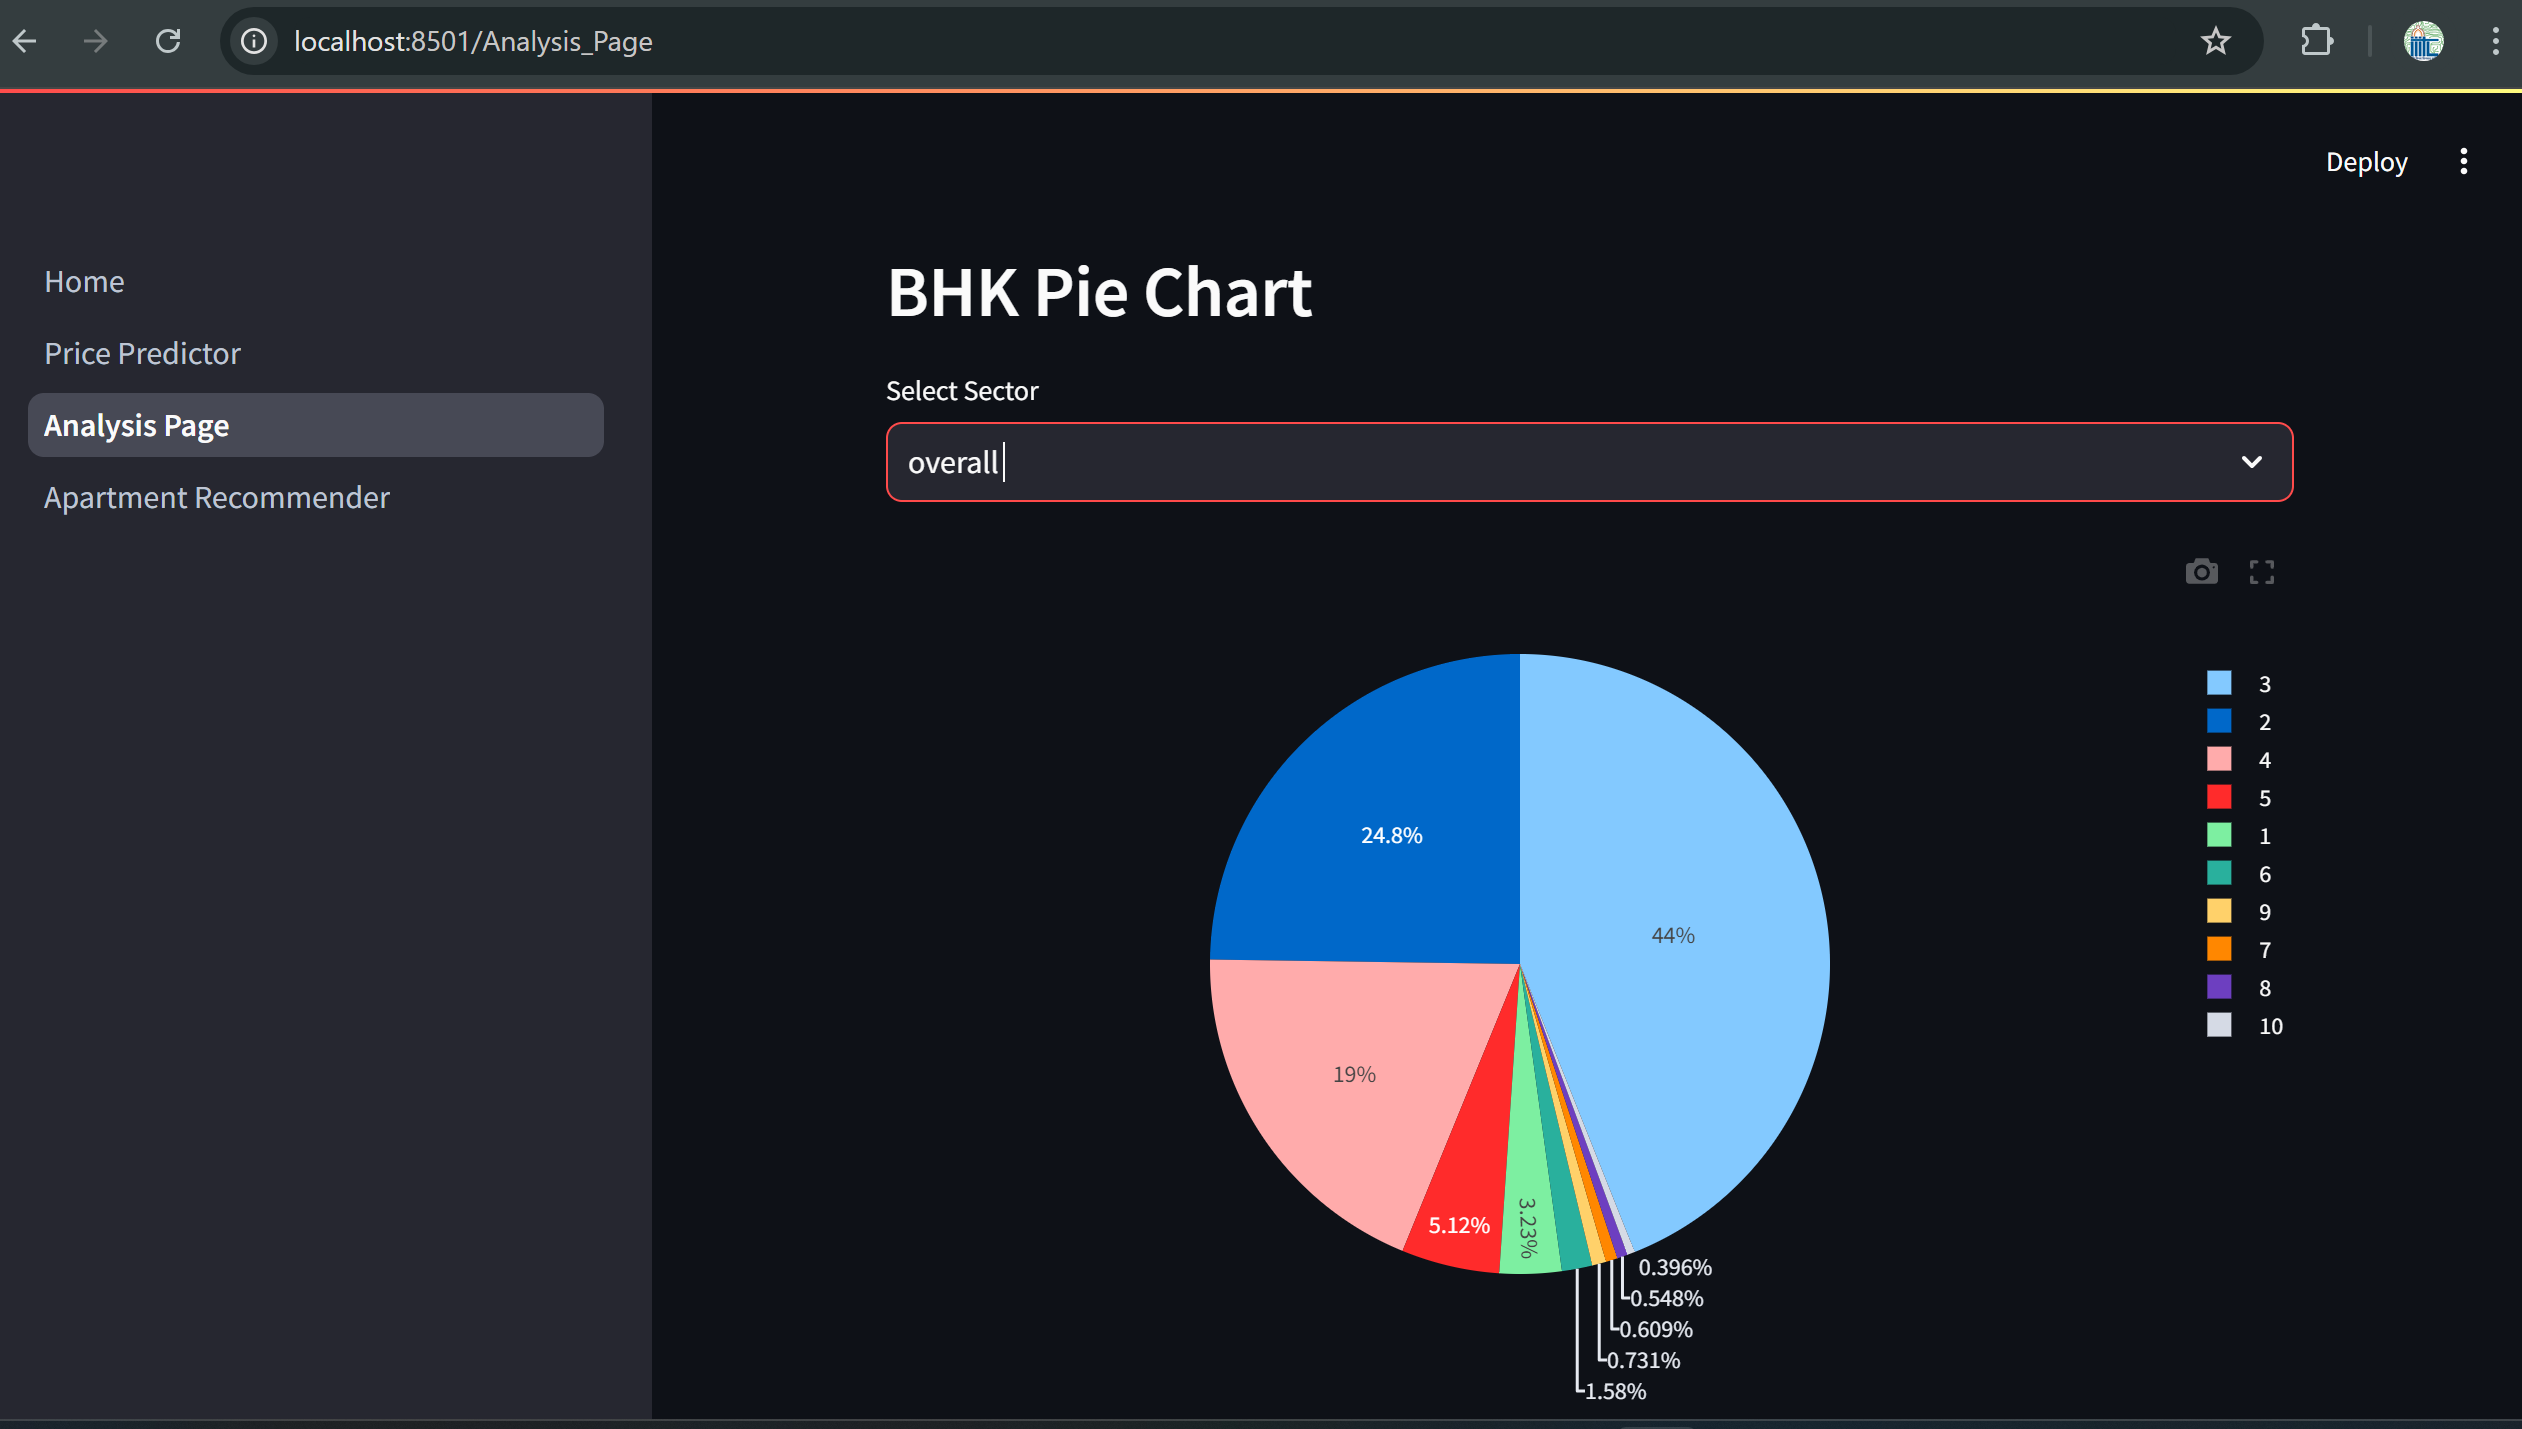 localhost:8501/Analysis_Page
Deploy
Home
Price Predictor
Analysis Page
Apartment Recommender
BHK Pie Chart
Select Sector
overall
3
2
4
5
1
6
9
7
8
10
24.8%
44%
19%
5.12%
3.23%
0.396%
0.548%
0.609%
0.731%
1.58%